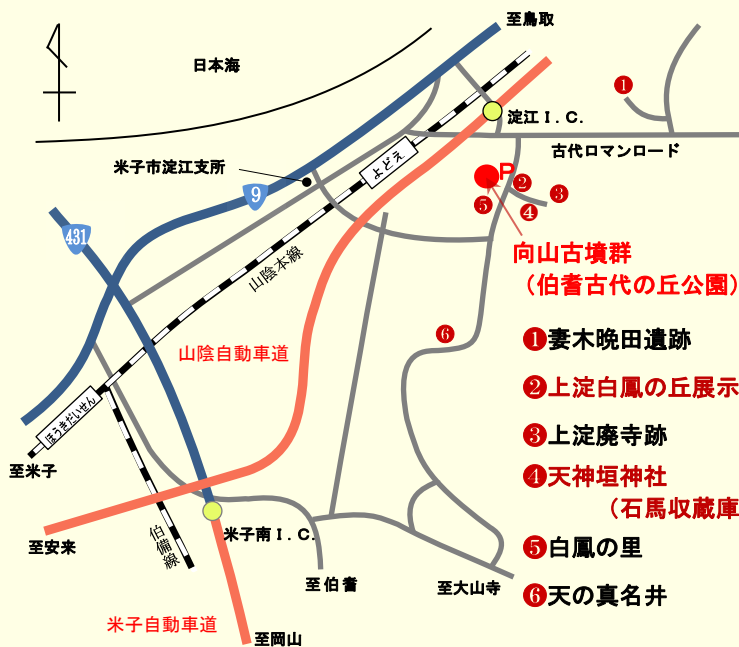 至鳥取
日本海
❶
淀江Ｉ.Ｃ.
古代ロマンロード
米子市淀江支所
よどえ
P
❷
❸
❺
❹
9
431
山陰本線
向山古墳群
（伯耆古代の丘公園）
❻
❶妻木晩田遺跡
山陰自動車道
❷上淀白鳳の丘展示
ほうきだいせん
❸上淀廃寺跡
至米子
❹天神垣神社
（石馬収蔵庫
至安来
伯備線
米子南Ｉ.Ｃ.
❺白鳳の里
至伯耆
至大山寺
❻天の真名井
米子自動車道
至岡山